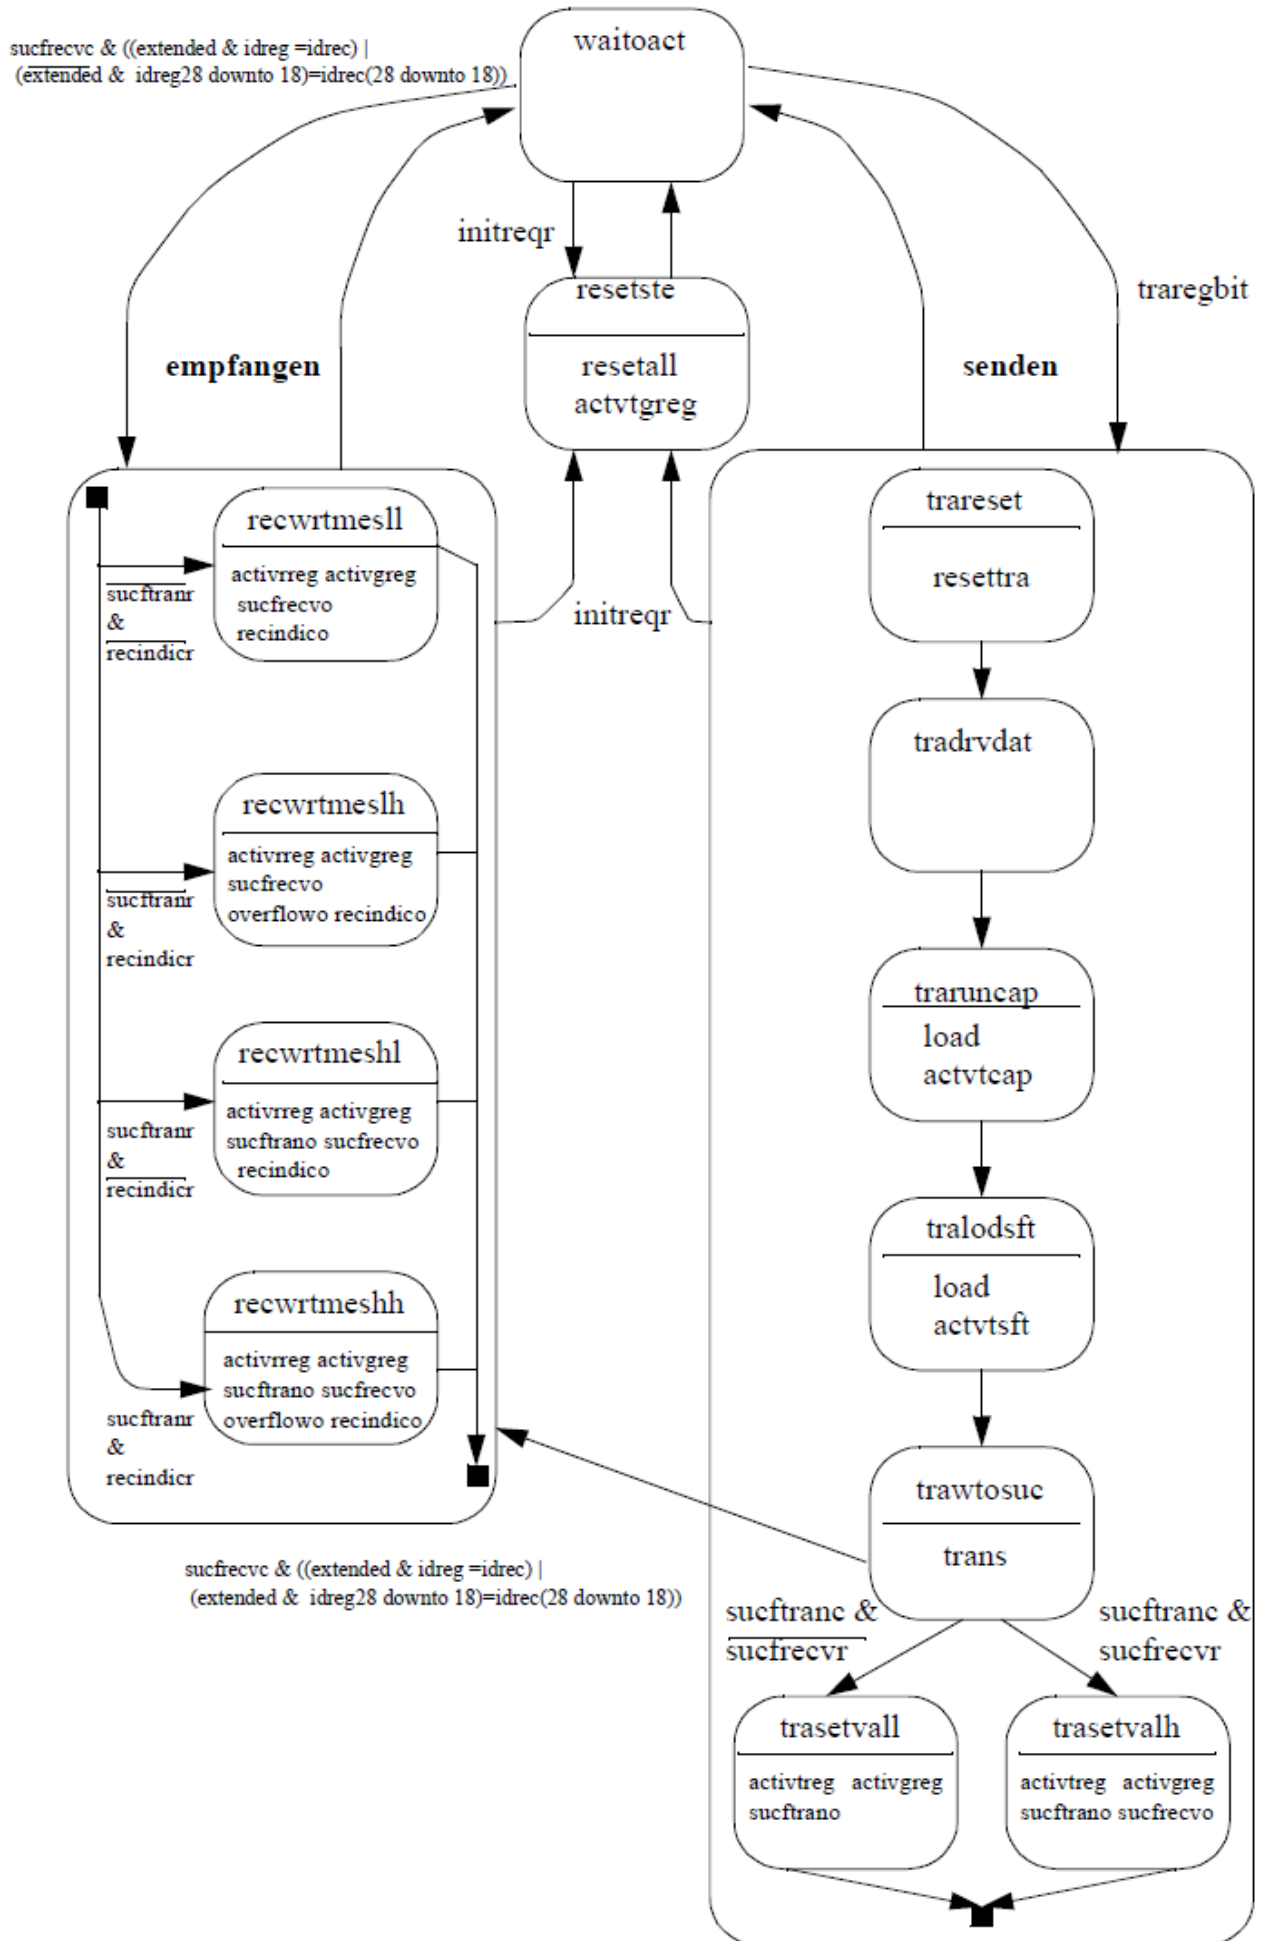 waitoact
sucfrecvc & ((extended & idreg =idrec) |
(extended & idreg28 downto 18)=idrec(28 downto 18))
initreqr
resetste
traregbit
empfangen
resetall
actvtgreg
senden
recwrtmesll
activrreg activgreg
sucfrecvo
recindico
sucftranr
&
recindicr
initreqr
trareset
resettra
tradrvdat
recwrtmeslh
activrreg activgreg
sucfrecvo
overflowo recindico
sucftranr
&
recindicr
traruncap
load
actvtcap
recwrtmeshl
activrreg activgreg
sucftrano sucfrecvo
recindico
sucftranr
&
recindicr
tralodsft
load
actvtsft
recwrtmeshh
activrreg activgreg
sucftrano sucfrecvo
overflowo recindico
sucftranr
&
recindicr
trawtosuc
trans
sucfrecvc & ((extended & idreg =idrec) |
(extended & idreg28 downto 18)=idrec(28 downto 18))
sucftranc &
sucfrecvr
sucftranc &
sucfrecvr
trasetvall
activtreg activgreg
sucftrano
trasetvalh
activtreg activgreg
sucftrano sucfrecvo